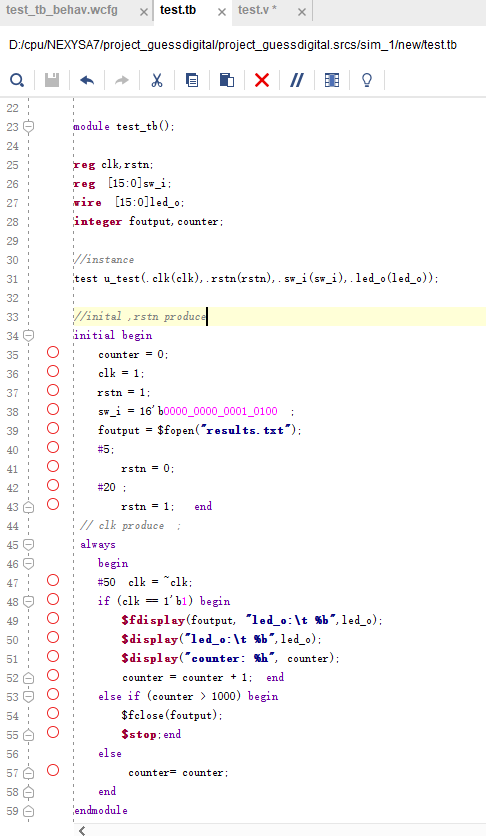 test_tb_behav.wcfg × test.tb × test.v * ×
D:/cpu/NEXYSA7/project_guessdigital/project_guessdigital.srcs/sim_1/new/test.tb
22
23 module test_tb();
24
25 reg clk,rstn;
26 reg [15:0]sw_i;
27 wire [15:0]led_o;
28 integer foutput,counter;
29
30 //instance
31 test u_test(.clk(clk),.rstn(rstn),.sw_i(sw_i),.led_o(led_o));
32
33 //inital ,rstn produce
34 initial begin
35 counter = 0;
36 clk = 1;
37 rstn = 1;
38 sw_i = 16'b0000_0000_0001_0100 ;
39 foutput = $fopen("results.txt");
40 #5;
41 rstn = 0;
42 #20 ;
43 rstn = 1; end
44 // clk produce ;
45 always
46 begin
47 #50 clk = ~clk;
48 if (clk == 1'b1) begin
49 $fdisplay(foutput, "led_o:\t %b",led_o);
50 $display("led_o:\t %b",led_o);
51 $display("counter: %h", counter);
52 counter = counter + 1; end
53 else if (counter > 1000) begin
54 $fclose(foutput);
55 $stop;end
56 else
57 counter= counter;
58 end
59 endmodule